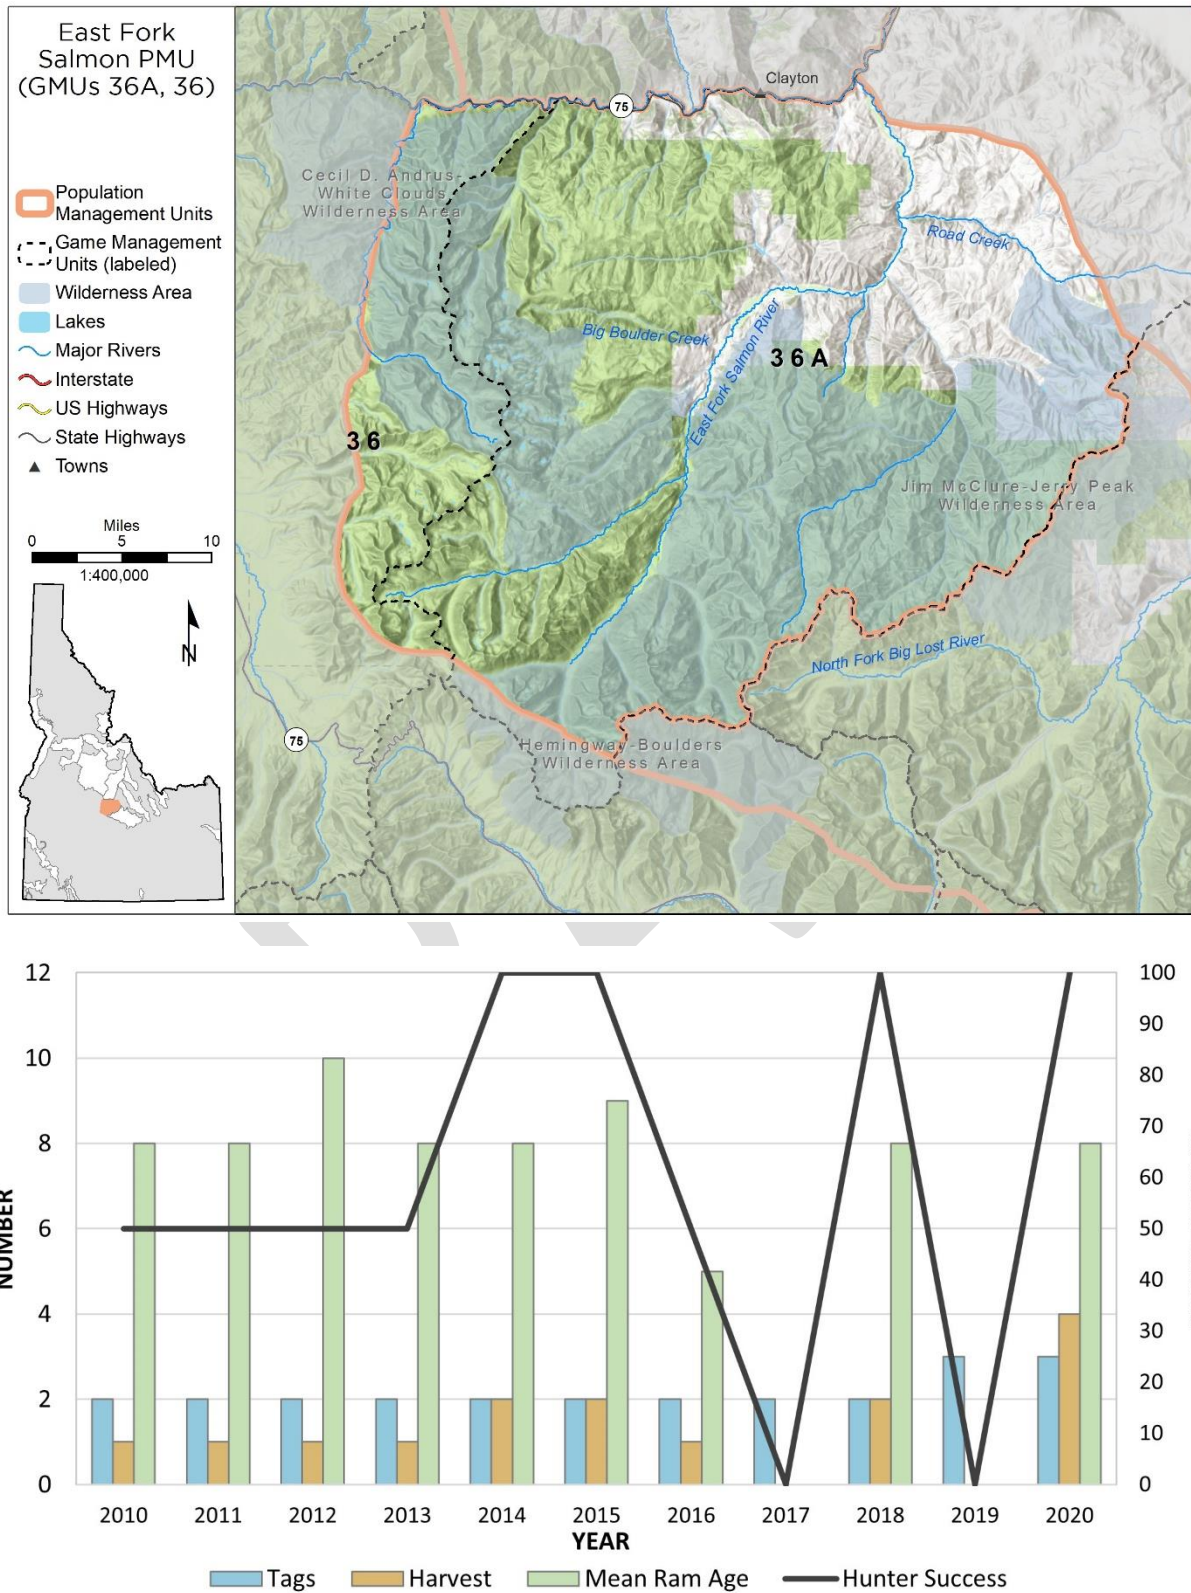 East Fork
Salmon PMU
(GMUs 36A, 36)
Population
Management Units
Game Management
Units (labeled)
Wilderness Area
Lakes
Major Rivers
Interstate
US Highways
State Highways
Towns
Miles
0 5 10
1:400,000
N
Clayton
75
Cecil D. Andrus-
White Clouds
Wilderness Area
Road Creek
Big Boulder Creek
East Fork Salmon River
36A
36
Jim McClure-Jerry Peak
Wilderness Area
North Fork Big Lost River
75
Hemingway-Boulders
Wilderness Area
12
10
8
6
4
2
0
NUMBER
100
90
80
70
60
50
40
30
20
10
0
2010 2011 2012 2013 2014 2015 2016 2017 2018 2019 2020
YEAR
Tags Harvest Mean Ram Age Hunter Success